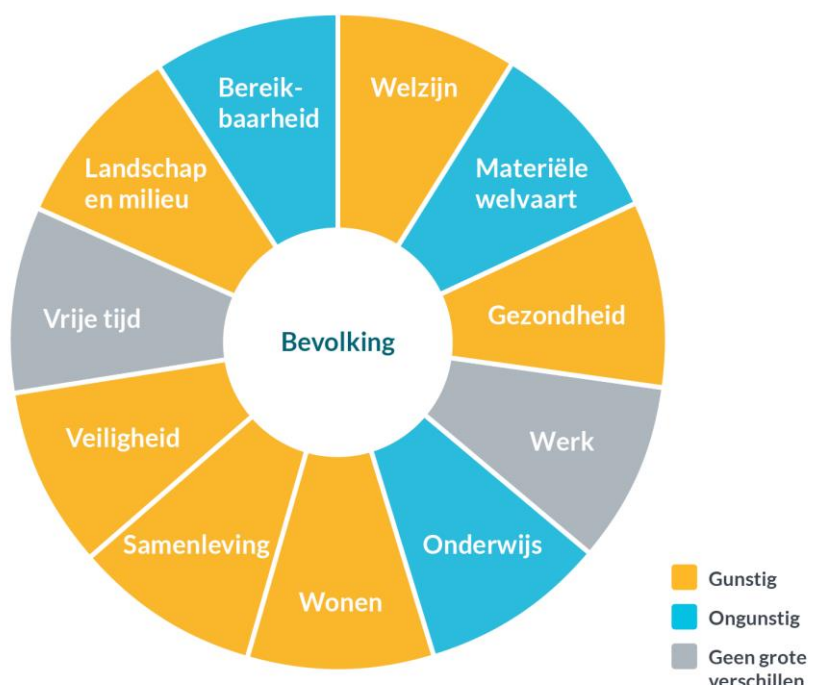 Bereik-
baarheid
Welzijn
Materiële
welvaart
Gezondheid
Werk
Onderwijs
Wonen
Samenleving
Veiligheid
Vrije tijd
Landschap
en milieu
Bevolking
Gunstig
Ongunstig
Geen grote
verschillen